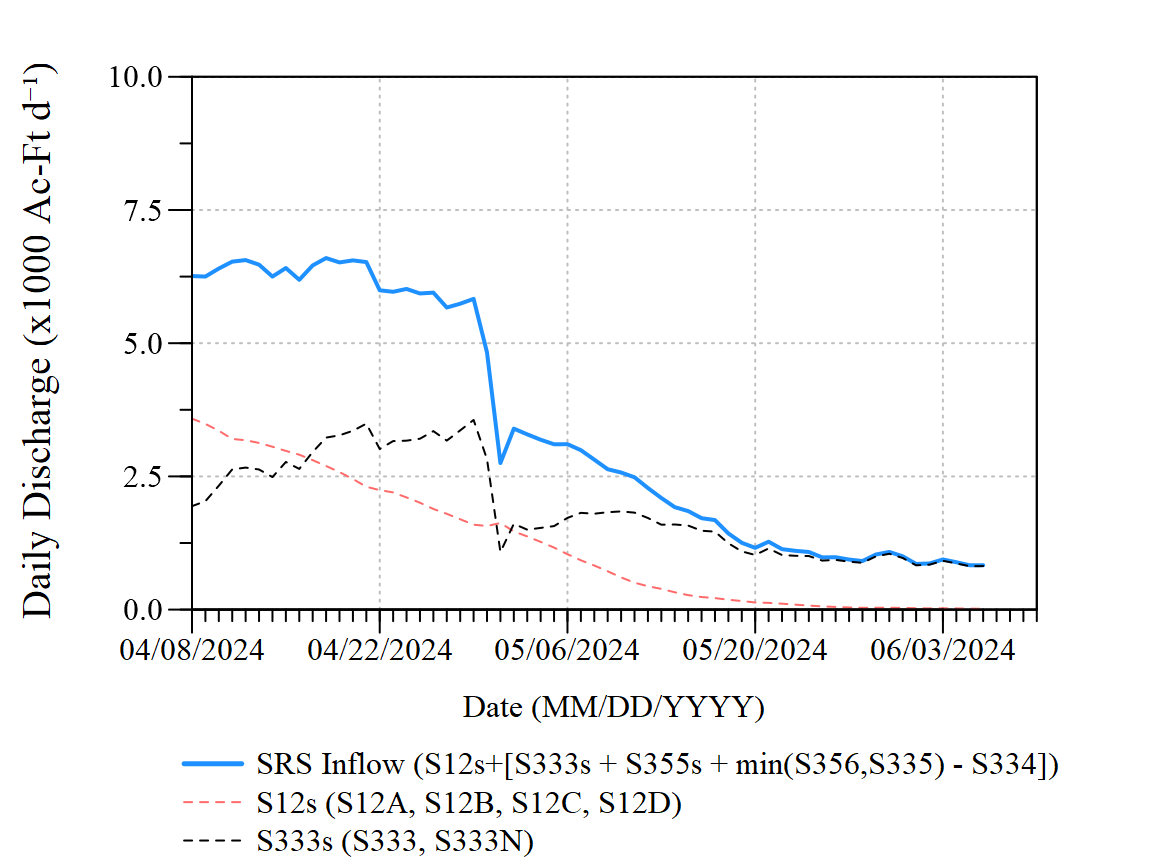 10.0
7.5
5.0
2.5
0.0
Daily Discharge (x1000 Ac-Ft d⁻¹)
04/08/2024 04/22/2024 05/06/2024 05/20/2024 06/03/2024
Date (MM/DD/YYYY)
SRS Inflow (S12s+[S333s + S355s + min(S356,S335) - S334])
S12s (S12A, S12B, S12C, S12D)
S333s (S333, S333N)